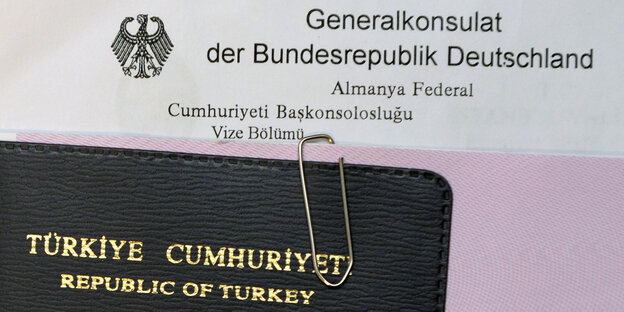 Generalkonsulat
der Bundesrepublik Deutschland
Almanya Federal
Cumhuriyeti Başkonsolosluğu
Vize Bölümü
TÜRKİYE CUMHURİYETİ
REPUBLIC OF TURKEY